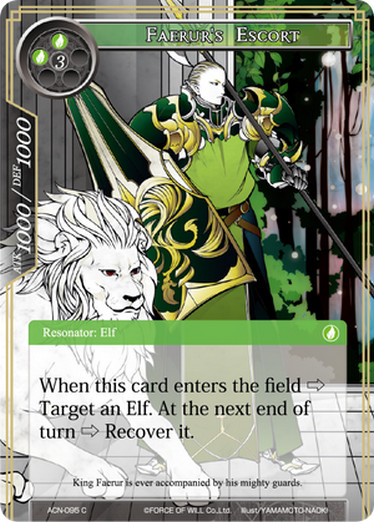 Faerur's Escort
3
ATK 1000 / DEF 1000
Resonator: Elf
When this card enters the field ⇨
Target an Elf. At the next end of
turn ⇨ Recover it.
King Faerur is ever accompanied by his mighty guards.
ACN-095 C ©FORCE OF WILL Co.,Ltd. Illust/YAMAMOTO-NAOKI